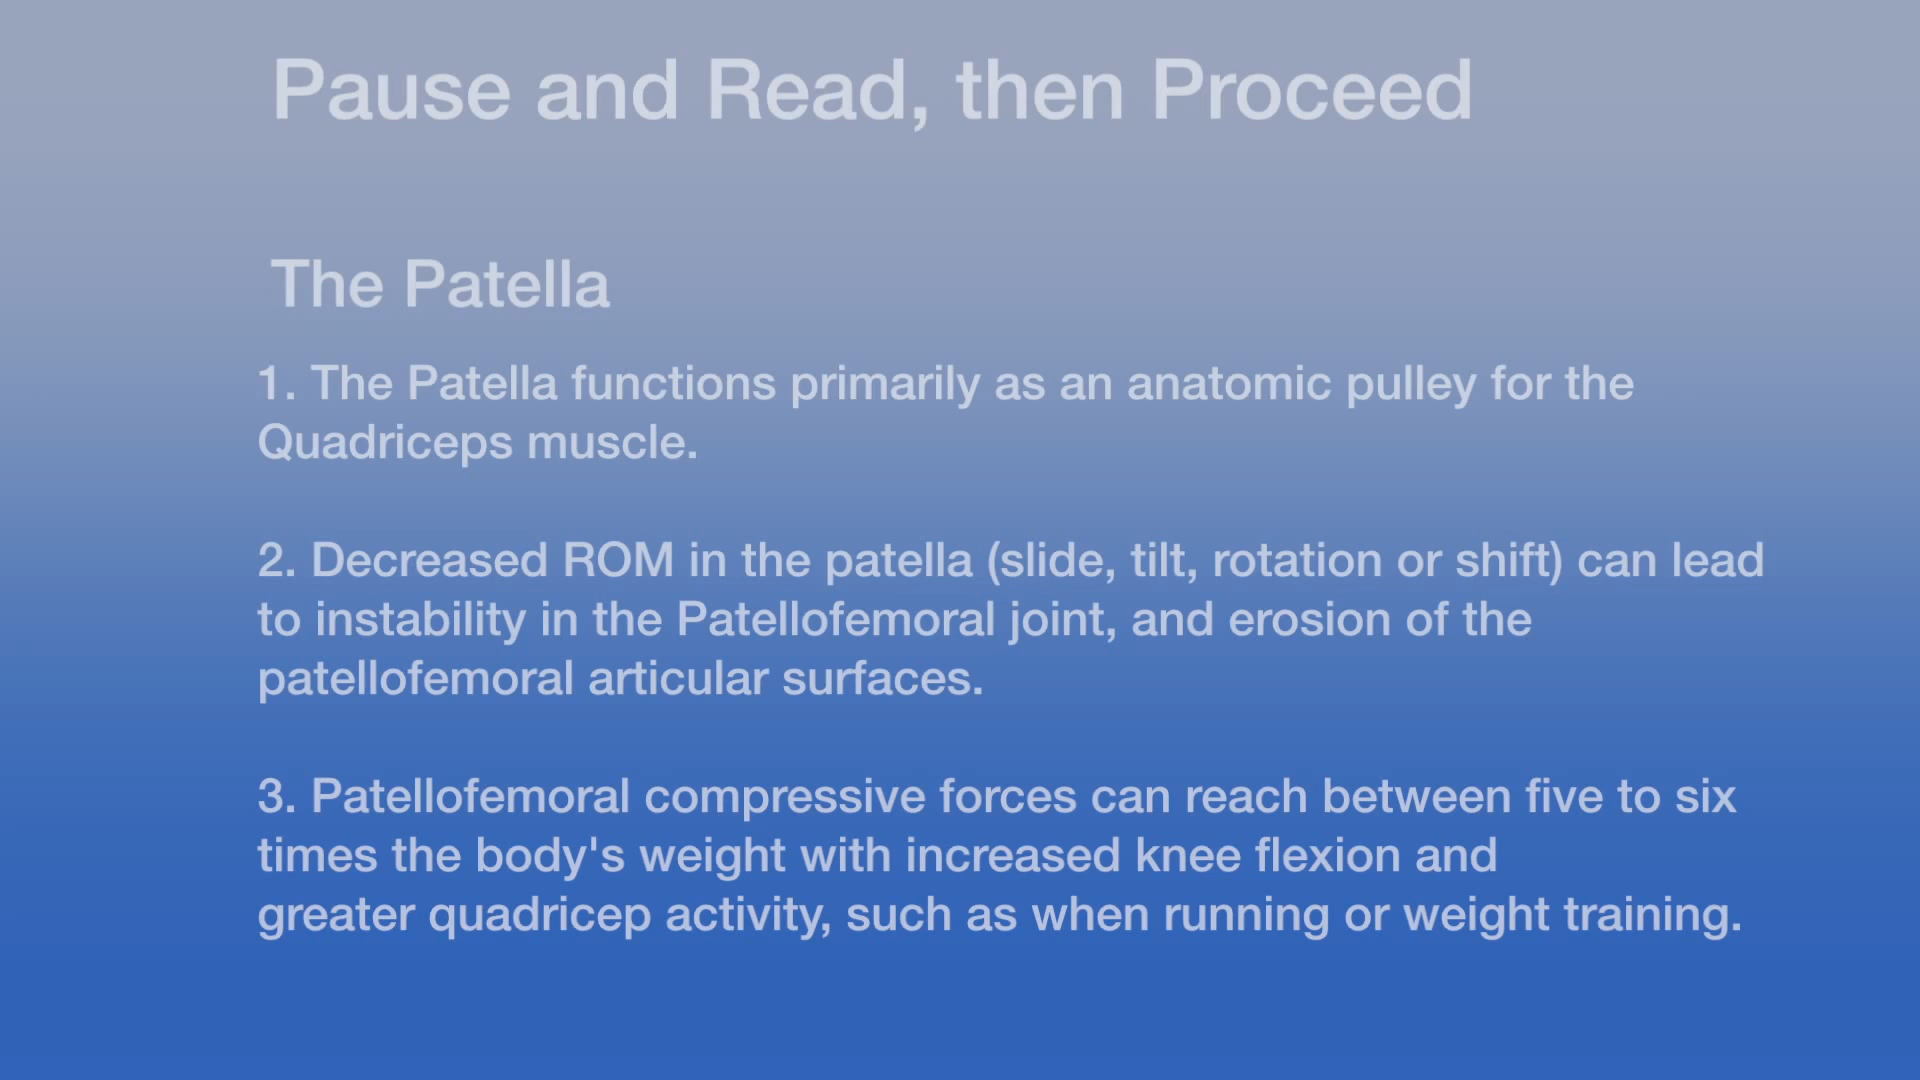 Pause and Read, then Proceed
The Patella
1. The Patella functions primarily as an anatomic pulley for the
Quadriceps muscle.
2. Decreased ROM in the patella (slide, tilt, rotation or shift) can lead
to instability in the Patellofemoral joint, and erosion of the
patellofemoral articular surfaces.
3. Patellofemoral compressive forces can reach between five to six
times the body's weight with increased knee flexion and
greater quadricep activity, such as when running or weight training.